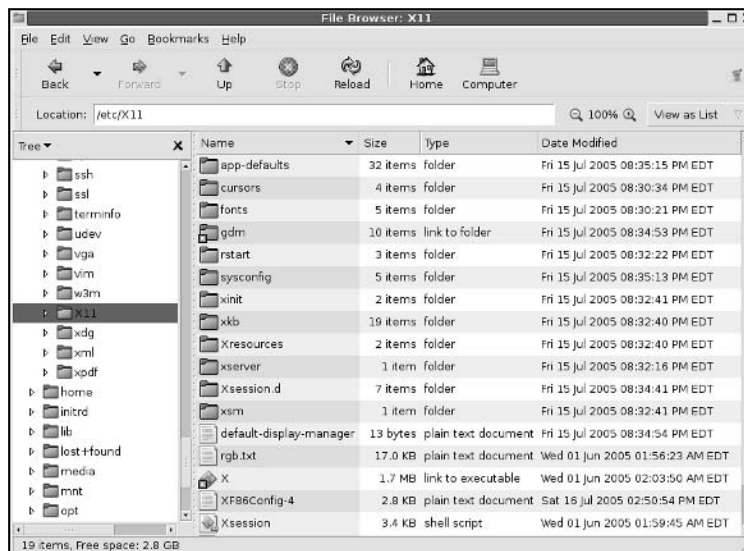 File Browser: X11
File Edit View Go Bookmarks Help
Back Forward Up Stop Reload Home Computer
Location: /etc/X11 100% View as List
Tree Name Size Type Date Modified
ssh
ssl
terminfo
udev
vga
vim
w3m
X11
xdg
xml
xpdf
home
initrd
lib
lost+found
media
mnt
opt
app-defaults 32 items folder Fri 15 Jul 2005 08:35:15 PM EDT
cursors 4 items folder Fri 15 Jul 2005 08:30:34 PM EDT
fonts 5 items folder Fri 15 Jul 2005 08:30:21 PM EDT
gdm 10 items link to folder Fri 15 Jul 2005 08:34:53 PM EDT
rstart 3 items folder Fri 15 Jul 2005 08:32:22 PM EDT
sysconfig 5 items folder Fri 15 Jul 2005 08:35:13 PM EDT
xinit 2 items folder Fri 15 Jul 2005 08:32:41 PM EDT
xkb 19 items folder Fri 15 Jul 2005 08:32:40 PM EDT
Xresources 2 items folder Fri 15 Jul 2005 08:32:40 PM EDT
xserver 1 item folder Fri 15 Jul 2005 08:32:16 PM EDT
Xsession.d 7 items folder Fri 15 Jul 2005 08:34:41 PM EDT
xsm 1 item folder Fri 15 Jul 2005 08:32:41 PM EDT
default-display-manager 13 bytes plain text document Fri 15 Jul 2005 08:34:54 PM EDT
rgb.txt 17.0 KB plain text document Wed 01 Jun 2005 01:56:23 AM EDT
X 1.7 MB link to executable Wed 01 Jun 2005 02:03:50 AM EDT
XF86Config-4 2.8 KB plain text document Sat 16 Jul 2005 02:50:54 PM EDT
Xsession 3.4 KB shell script Wed 01 Jun 2005 01:59:45 AM EDT
19 items, Free space: 2.8 GB